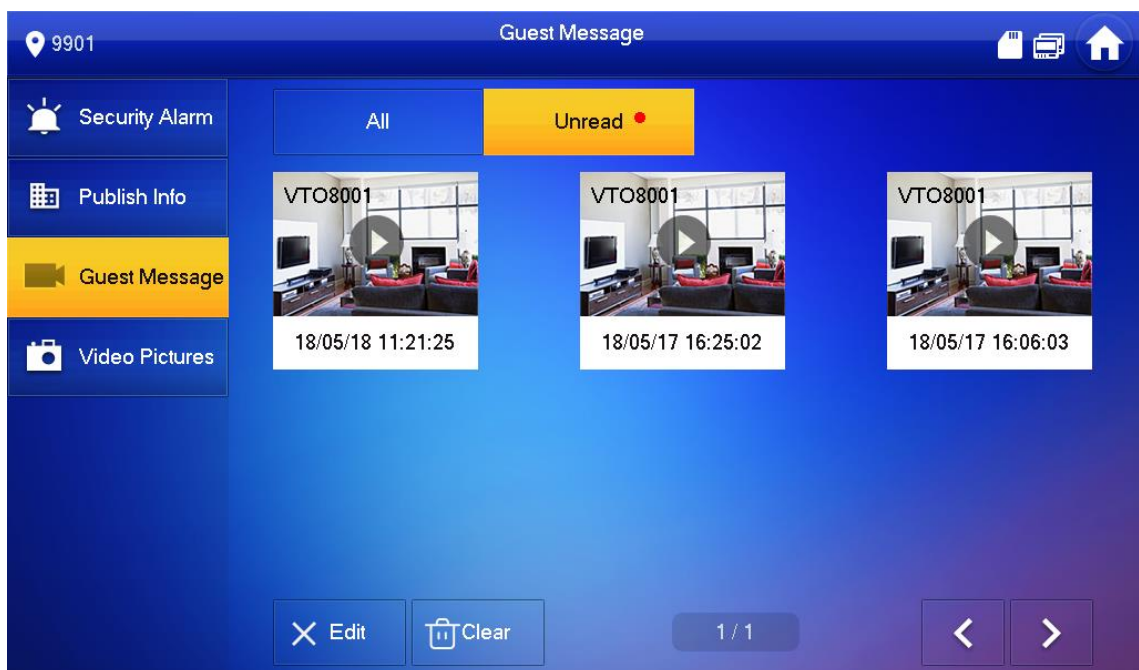 9901
Guest Message
Security Alarm
Publish Info
Guest Message
Video Pictures
All
Unread
VTO8001
VTO8001
VTO8001
18/05/18 11:21:25
18/05/17 16:25:02
18/05/17 16:06:03
Edit
Clear
1 / 1